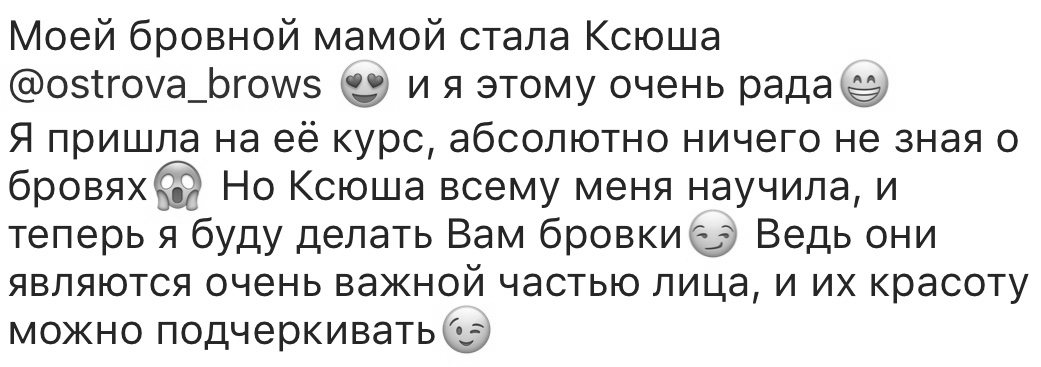 Моей бровной мамой стала Ксюша
@ostrova_brows 😍 и я этому очень рада😁
Я пришла на её курс, абсолютно ничего не зная о
бровях😱 Но Ксюша всему меня научила, и
теперь я буду делать Вам бровки😏 Ведь они
являются очень важной частью лица, и их красоту
можно подчеркивать😉